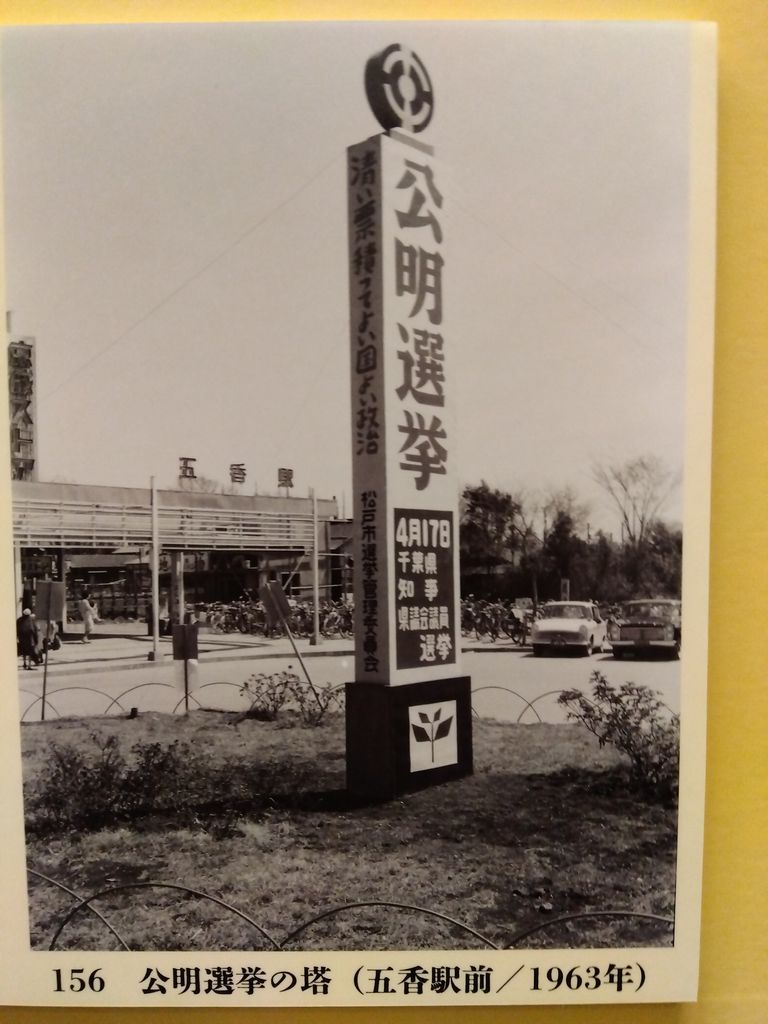 公明選挙
4月17日
千葉県
知事
県議会議員
選挙
清い票積ってよい国よい政治
松戸市選挙管理委員会
五香駅
156 公明選挙の塔（五香駅前／1963年）